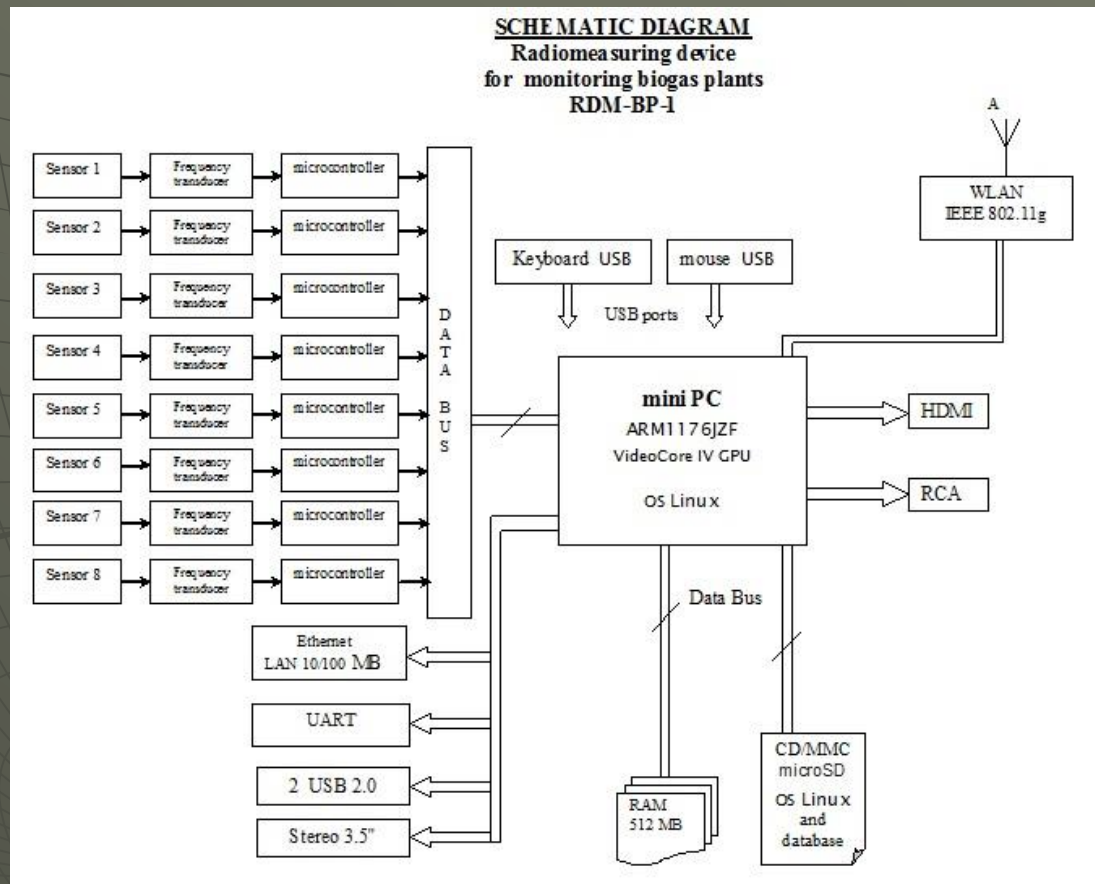 SCHEMATIC DIAGRAM
Radiomeasuring device
for monitoring biogas plants
RDM-BP-1
A
WLAN
IEEE 802.11g
Sensor 1
Frequency
transducer
microcontroller
Sensor 2
Frequency
transducer
microcontroller
Sensor 3
Frequency
transducer
microcontroller
Sensor 4
Frequency
transducer
microcontroller
Sensor 5
Frequency
transducer
microcontroller
Sensor 6
Frequency
transducer
microcontroller
Sensor 7
Frequency
transducer
microcontroller
Sensor 8
Frequency
transducer
microcontroller
DATA BUS
Keyboard USB
mouse USB
USB ports
mini PC
ARM1176JZF
VideoCore IV GPU
OS Linux
HDMI
RCA
Data Bus
Ethernet
LAN 10/100 MB
UART
2 USB 2.0
Stereo 3.5"
RAM
512 MB
CD/MMC
microSD
OS Linux
and
database